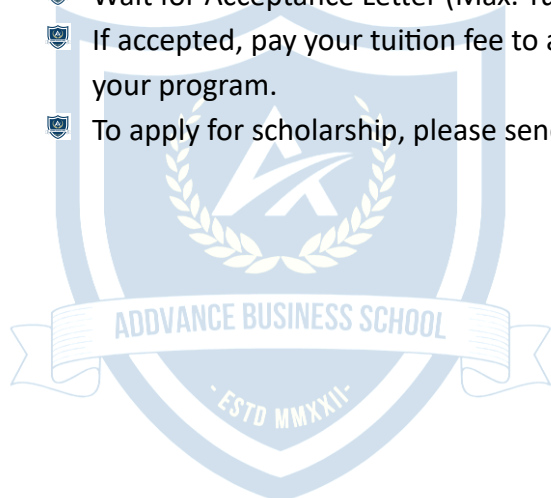 Wait for Acceptance Letter (Max.
If accepted, pay your tuition fee to
your program.
To apply for scholarship, please
ADDVANCE BUSINESS SCHOOL
- ESTD MMXXII -